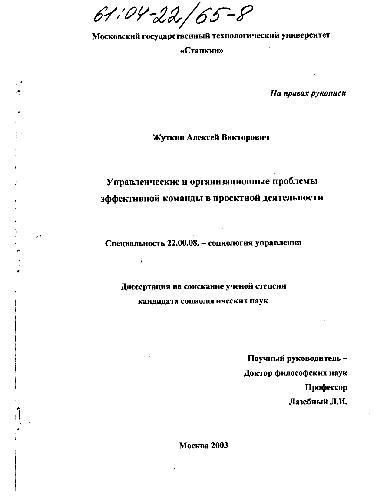 61:04-22/65-8
Московский государственный технологический университет
«Станкин»
На правах рукописи
Жуткин Алексей Викторович
Управленческие и организационные проблемы
эффективной команды в проектной деятельности
Специальность 22.00.08. – социология управления
Диссертация на соискание ученой степени
кандидата социологических наук
Научный руководитель –
Доктор философских наук
Профессор
Лазебный Л.И.
Москва 2003